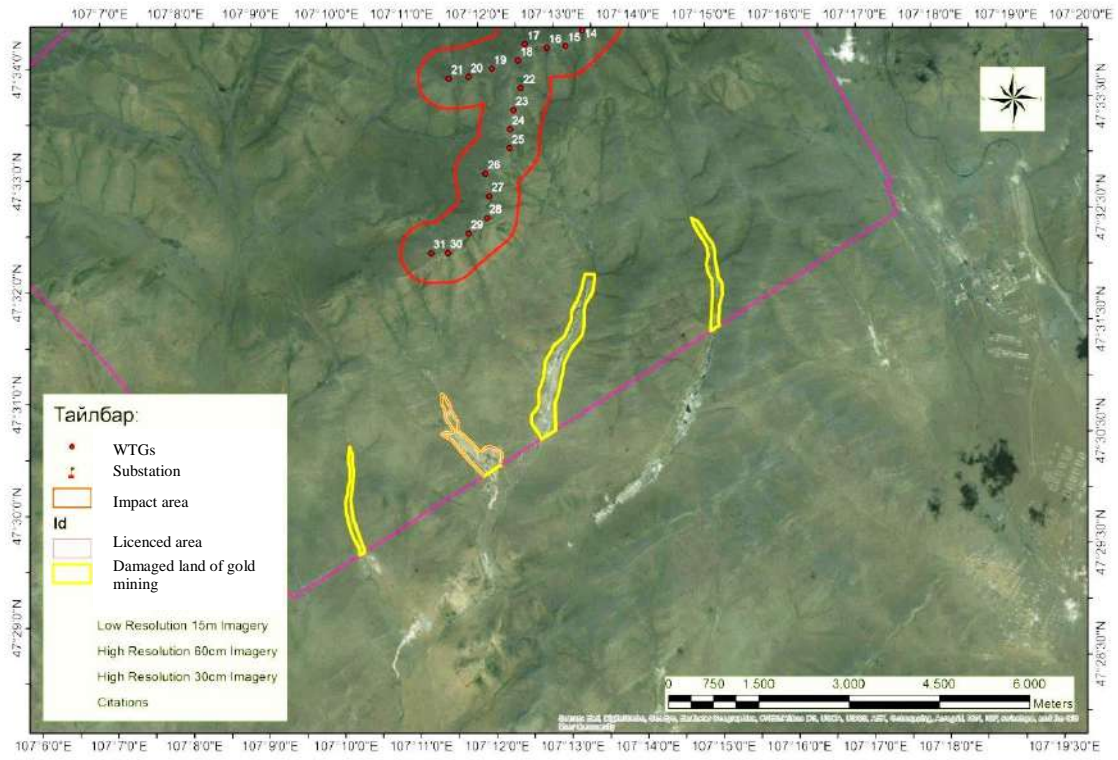 107°7'0"E 107°8'0"E 107°9'0"E 107°10'0"E 107°11'0"E 107°12'0"E 107°13'0"E 107°14'0"E 107°15'0"E 107°16'0"E 107°17'0"E 107°18'0"E 107°19'0"E 107°20'0"E
47°34'0"N
47°33'0"N
47°32'0"N
47°31'0"N
47°30'0"N
47°29'0"N
17 16 15 14
18
21 20 19
22
23
24
25
26
27
28
29
31 30
47°33'30"N
47°32'30"N
47°31'30"N
47°30'30"N
47°29'30"N
47°28'30"N
Тайлбар:
WTGs
Substation
Impact area
Id
Licenced area
Damaged land of gold
mining
Low Resolution 15m Imagery
High Resolution 60cm Imagery
High Resolution 30cm Imagery
Citations
0 750 1,500 3,000 4,500 6,000
Meters
107°6'0"E 107°7'0"E 107°8'0"E 107°9'0"E 107°10'0"E 107°11'0"E 107°12'0"E 107°13'0"E 107°14'0"E 107°15'0"E 107°16'0"E 107°17'0"E 107°18'0"E 107°19'30"E